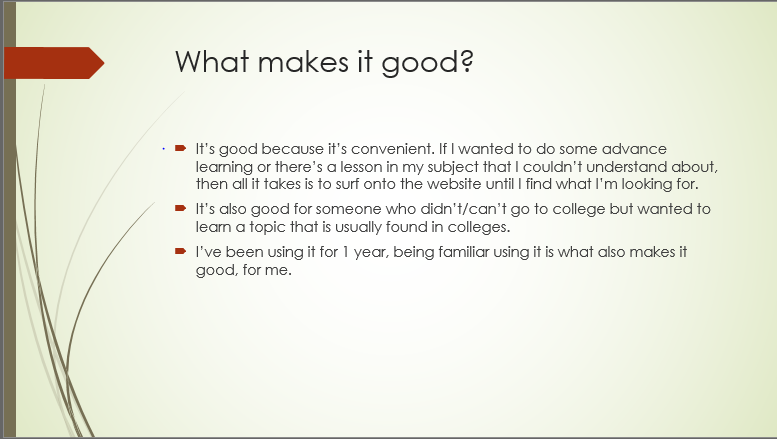 What makes it good?
It's good because it's convenient. If I wanted to do some advance
learning or there's a lesson in my subject that I couldn't understand about,
then all it takes is to surf onto the website until I find what I'm looking for.
It's also good for someone who didn't/can't go to college but wanted to
learn a topic that is usually found in colleges.
I've been using it for 1 year, being familiar using it is what also makes it
good, for me.